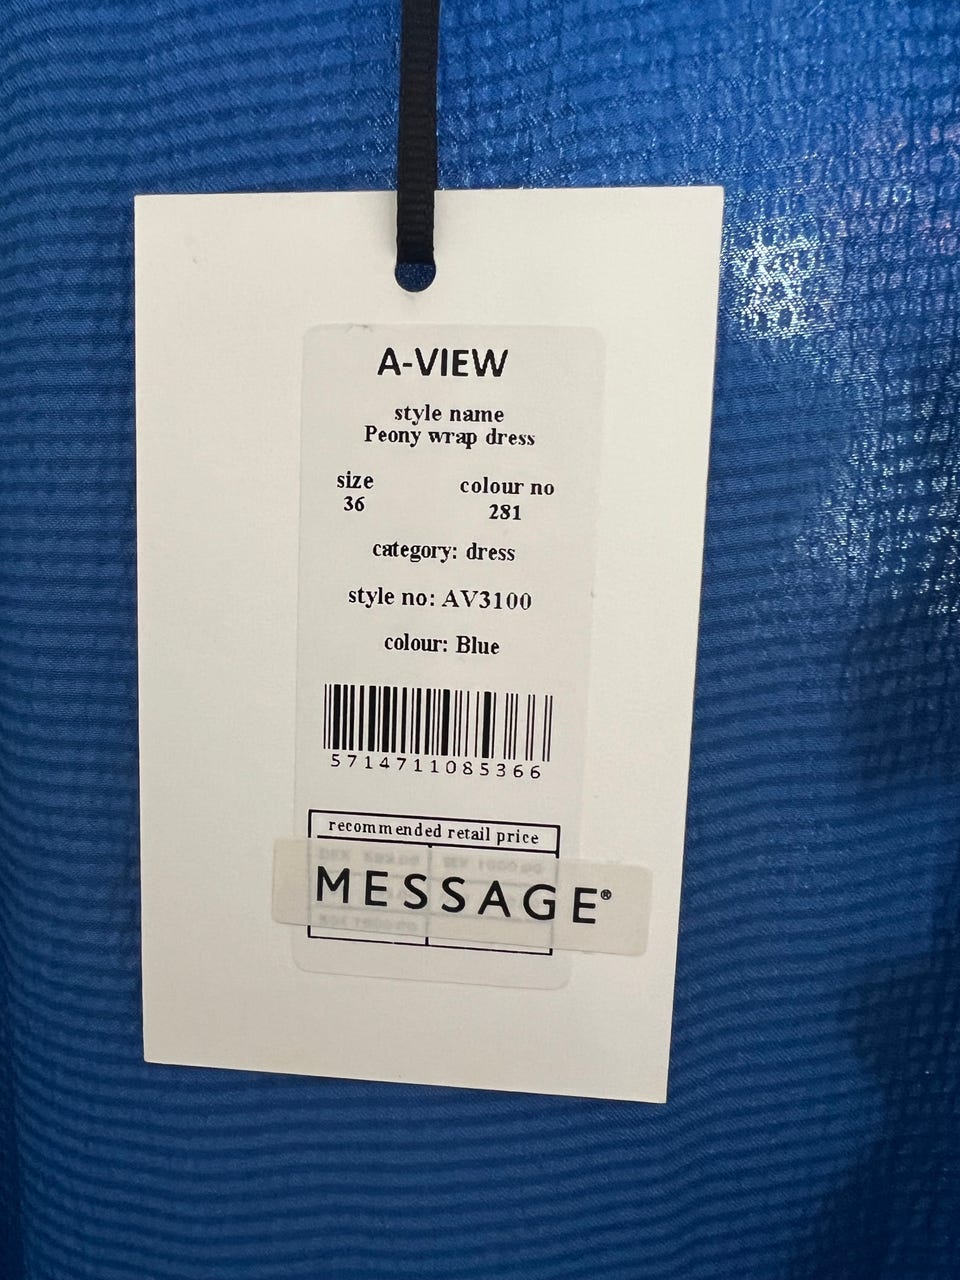 A-VIEW
style name
Peony wrap dress
size
36
colour no
281
category: dress
style no: AV3100
colour: Blue
5714711085366
recommended retail price
MESSAGE®